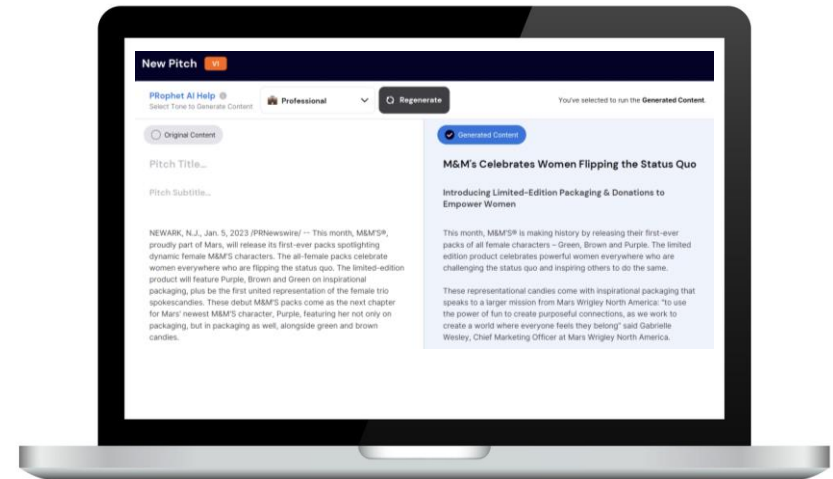 New Pitch V1
PRophet AI Help
Select Tone to Generate Content
Professional
Regenerate
You've selected to run the Generated Content.
Original Content
Pitch Title...
Pitch Subtitle...
NEWARK, N.J., Jan. 5, 2023 /PRNewswire/ -- This month, M&M'S®,
proudly part of Mars, will release its first-ever packs spotlighting
dynamic female M&M'S characters. The all-female packs celebrate
women everywhere who are flipping the status quo. The limited-edition
product will feature Purple, Brown and Green on inspirational
packaging, plus be the first united representation of the female trio
spokescandies. These debut M&M'S packs come as the next chapter
for Mars' newest M&M'S character, Purple, featuring her not only on
packaging, but in packaging as well, alongside green and brown
candies.
Generated Content
M&M's Celebrates Women Flipping the Status Quo
Introducing Limited-Edition Packaging & Donations to
Empower Women
This month, M&M'S® is making history by releasing their first-ever
packs of all female characters – Green, Brown and Purple. The limited
edition product celebrates powerful women everywhere who are
challenging the status quo and inspiring others to do the same.
These representational candies come with inspirational packaging that
speaks to a larger mission from Mars Wrigley North America: "to use
the power of fun to create purposeful connections, as we work to
create a world where everyone feels they belong" said Gabrielle
Wesley, Chief Marketing Officer at Mars Wrigley North America.